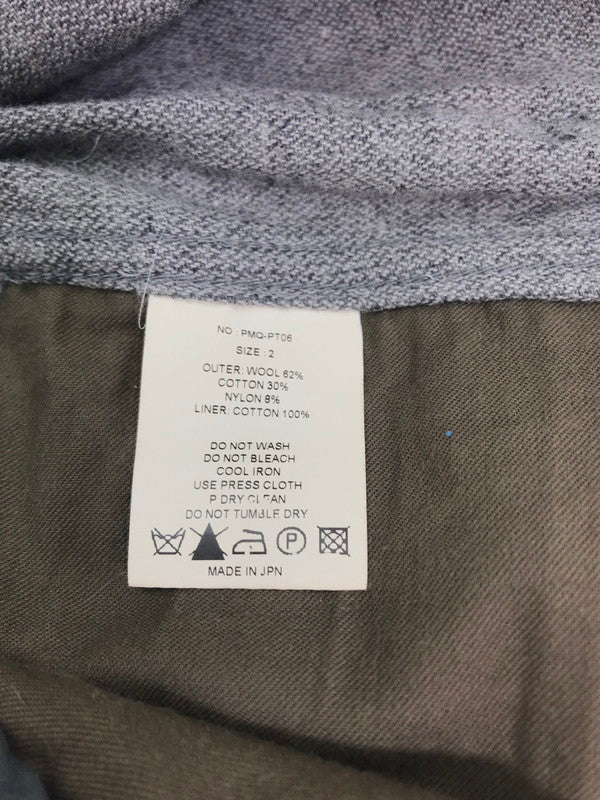 NO : PMQ-PT06
SIZE : 2
OUTER: WOOL 62%
COTTON 30%
NYLON 8%
LINER: COTTON 100%
DO NOT WASH
DO NOT BLEACH
COOL IRON
USE PRESS CLOTH
P DRY CLEAN
DO NOT TUMBLE DRY
P
MADE IN JPN